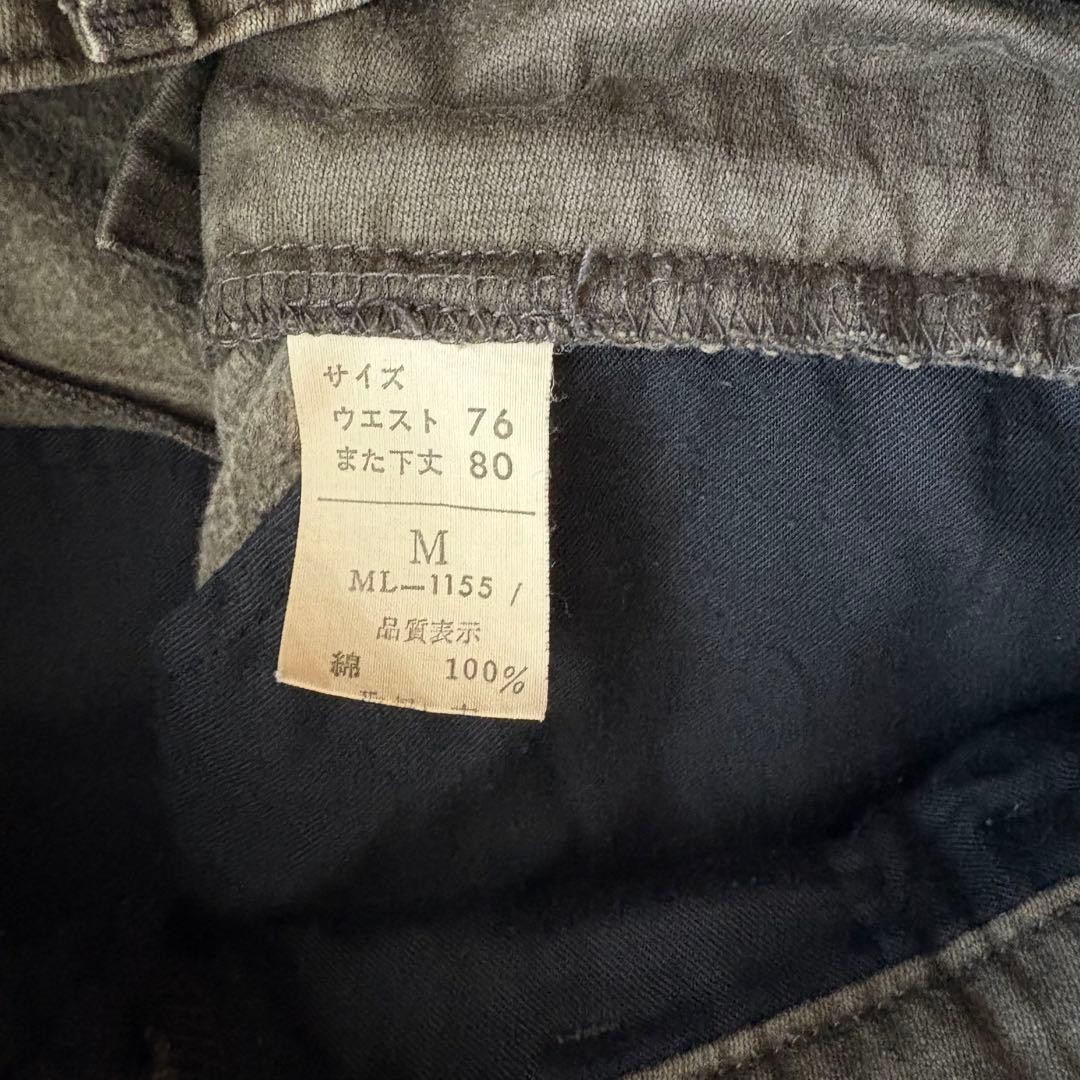 サイズ
ウエスト 76
また下丈 80
M
ML-1155 /
品質表示
綿 100%